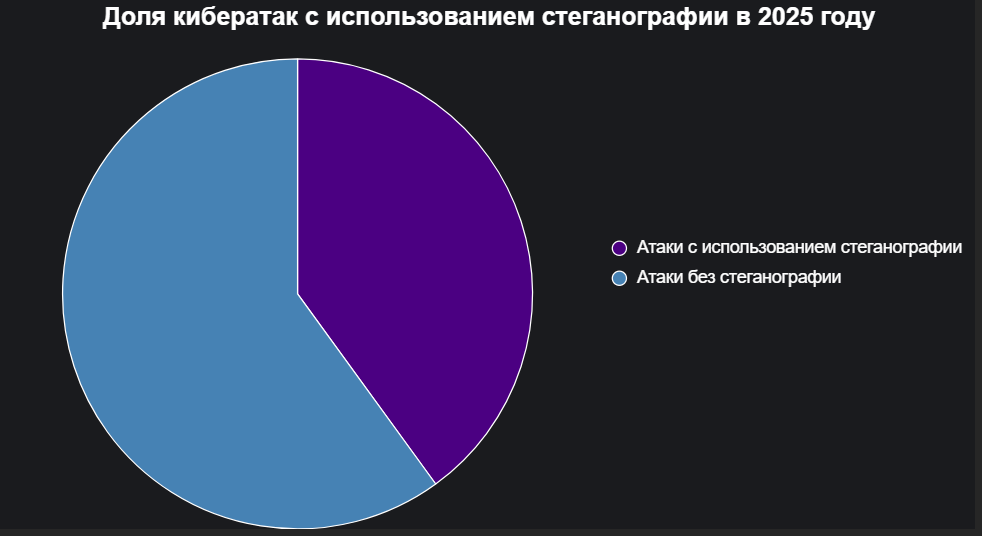 Доля кибератак с использованием стеганографии в 2025 году
Атаки с использованием стеганографии
Атаки без стеганографии